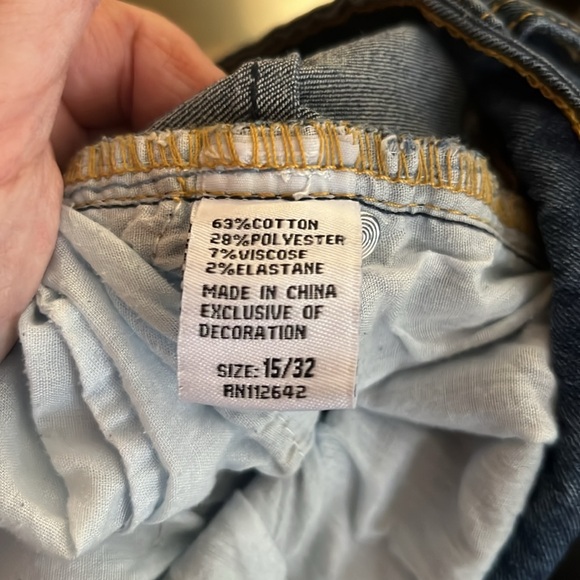 63%COTTON
28%POLYESTER
7%VISCOSE
2%ELASTANE
MADE IN CHINA
EXCLUSIVE OF
DECORATION
SIZE: 15/32
RN112642